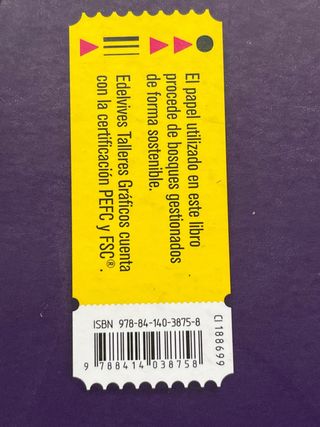 El papel utilizado en este libro
procede de bosques gestionados
de forma sostenible.
Edelvives Talleres Gráficos cuenta
con la certificación PEFC y FSC®.
ISBN 978-84-140-3875-8
9 788414 038758
CI 188699